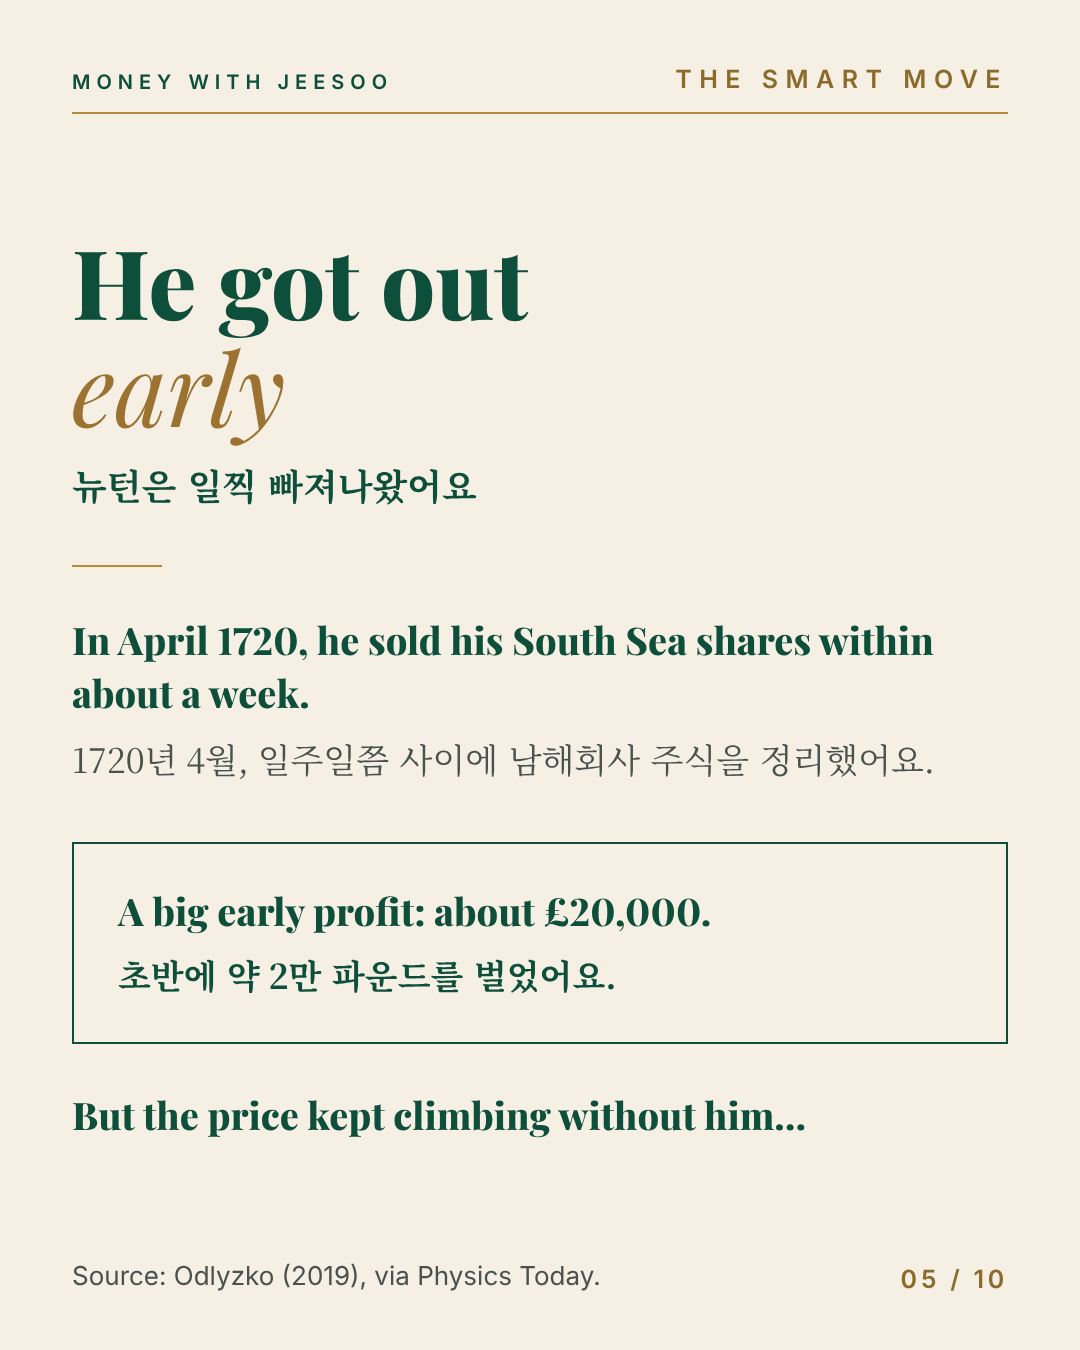 MONEY WITH JEESOO
THE SMART MOVE
He got out
early
뉴턴은 일찍 빠져나왔어요
In April 1720, he sold his South Sea shares within
about a week.
1720년 4월, 일주일쯤 사이에 남해회사 주식을 정리했어요.
A big early profit: about £20,000.
초반에 약 2만 파운드를 벌었어요.
But the price kept climbing without him...
Source: Odlyzko (2019), via Physics Today.
05 / 10